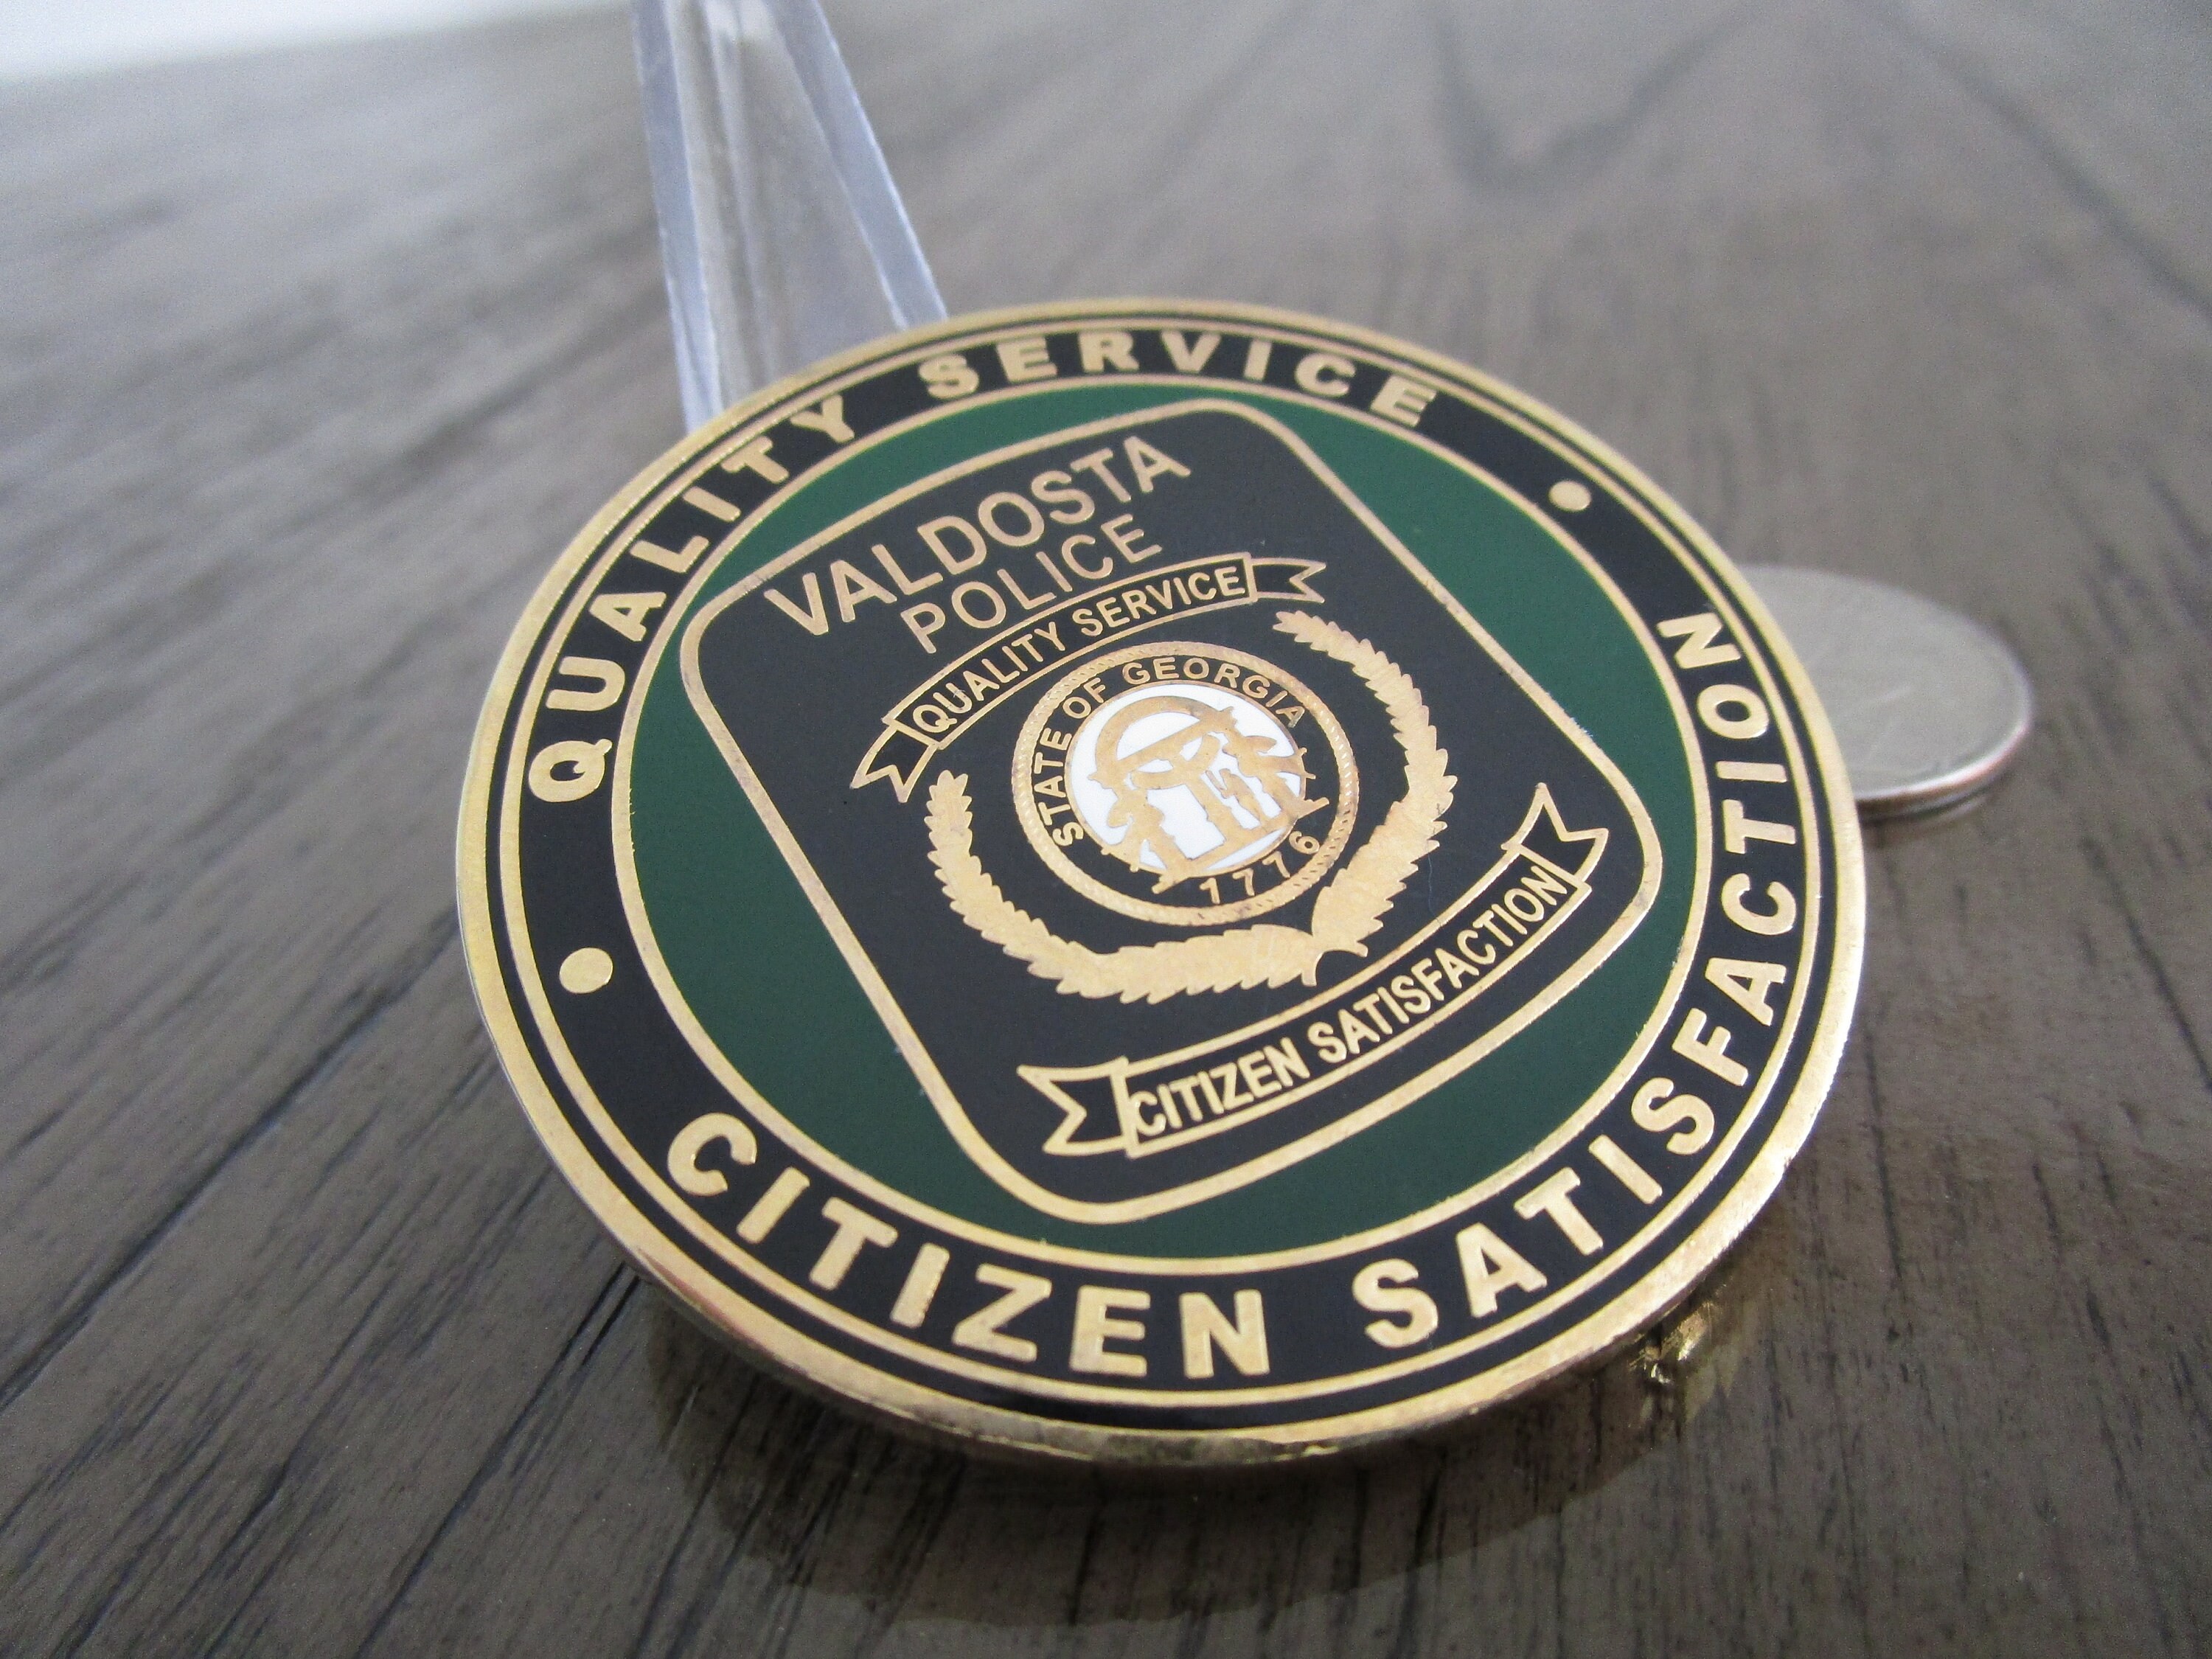 QUALITY SERVICE
VALDOSTA
POLICE
QUALITY SERVICE
STATE OF GEORGIA
1776
CITIZEN SATISFACTION
CITIZEN SATISFACTION